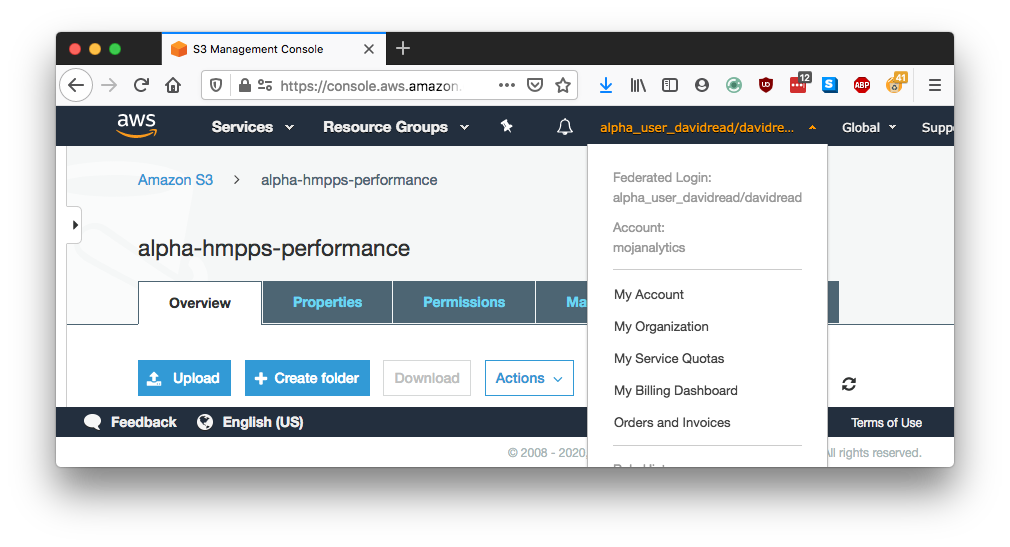 S3 Management Console
https://console.aws.amazon.
12
41
ABP
aws
Services
Resource Groups
alpha_user_davidread/davidre...
Global
Supp
Amazon S3 > alpha-hmpps-performance
Federated Login:
alpha_user_davidread/davidread
Account:
mojanalytics
alpha-hmpps-performance
My Account
My Organization
My Service Quotas
My Billing Dashboard
Orders and Invoices
Overview
Properties
Permissions
Ma
Upload
Create folder
Download
Actions
Feedback
English (US)
Terms of Use
© 2008 - 2020
All rights reserved.